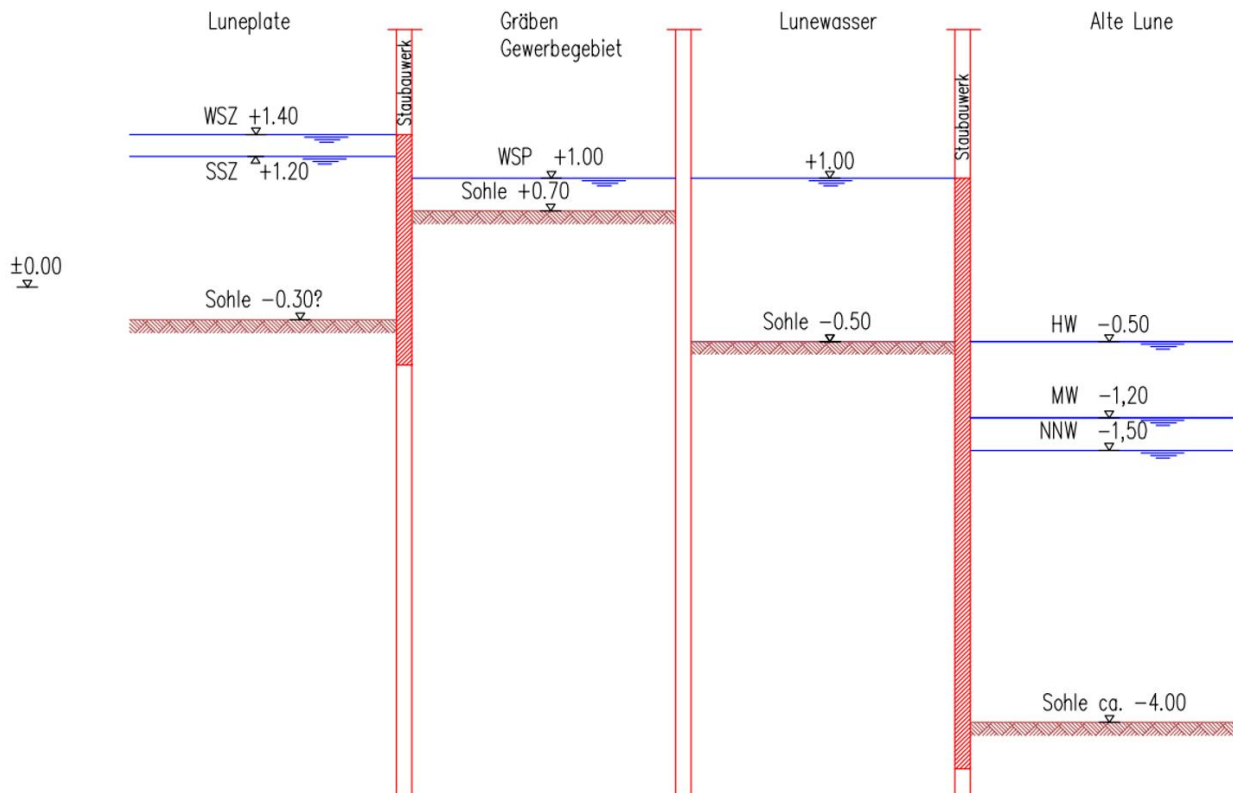 Luneplate
Gräben
Gewerbegebiet
Lunewasser
Alte Lune
Staubauwerk
Staubauwerk
WSZ +1.40
SSZ +1.20
WSP +1.00
Sohle +0.70
+1.00
±0.00
Sohle -0.30?
Sohle -0.50
HW -0.50
MW -1,20
NNW -1,50
Sohle ca. -4.00